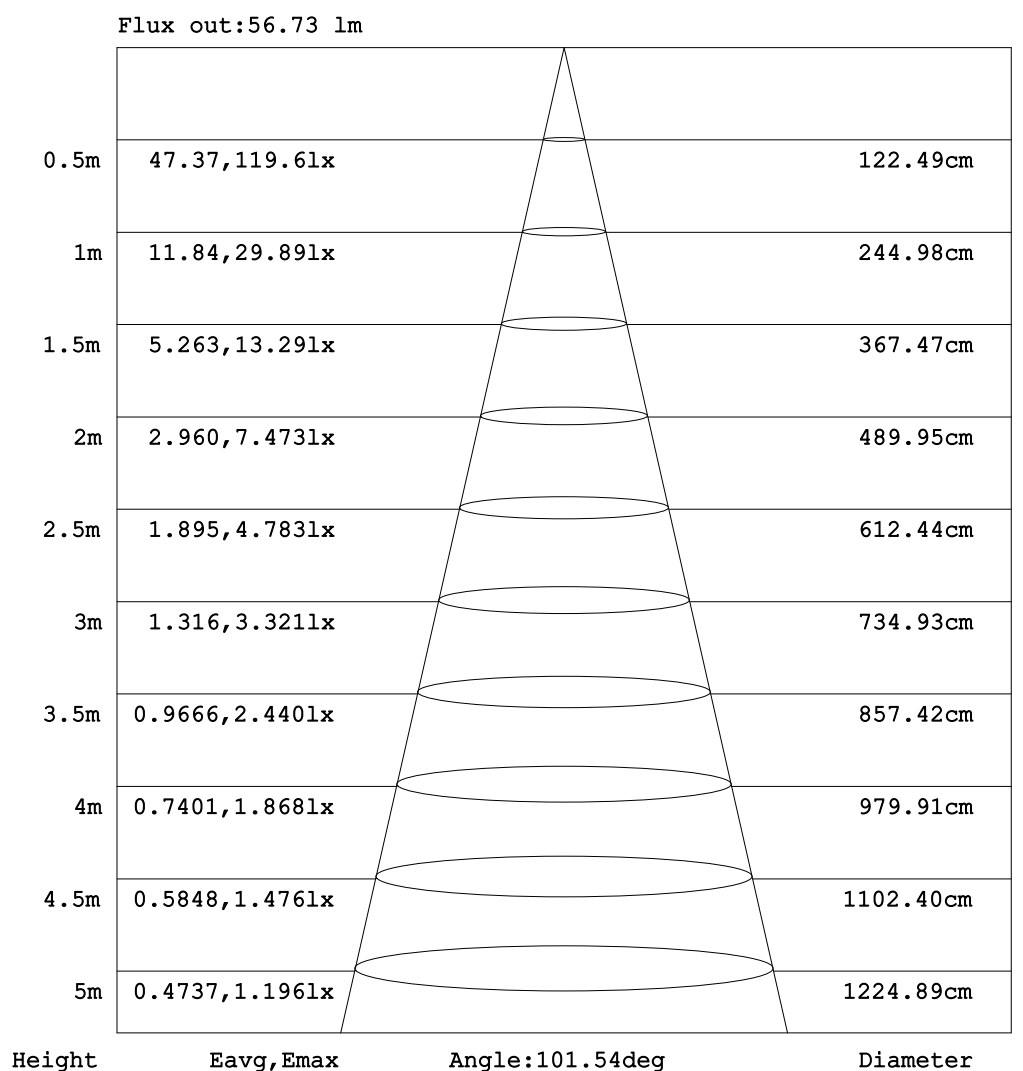 Flux out:56.73 lm
0.5m 47.37,119.6lx 122.49cm
1m 11.84,29.89lx 244.98cm
1.5m 5.263,13.29lx 367.47cm
2m 2.960,7.473lx 489.95cm
2.5m 1.895,4.783lx 612.44cm
3m 1.316,3.321lx 734.93cm
3.5m 0.9666,2.440lx 857.42cm
4m 0.7401,1.868lx 979.91cm
4.5m 0.5848,1.476lx 1102.40cm
5m 0.4737,1.196lx 1224.89cm
Height Eavg,Emax Angle:101.54deg Diameter